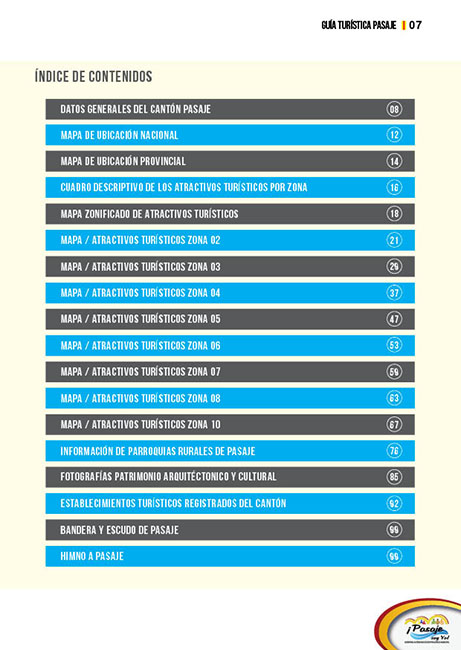 GUÍA TURÍSTICA PASAJE | 07
ÍNDICE DE CONTENIDOS
DATOS GENERALES DEL CANTÓN PASAJE 08
MAPA DE UBICACIÓN NACIONAL 12
MAPA DE UBICACIÓN PROVINCIAL 14
CUADRO DESCRIPTIVO DE LOS ATRACTIVOS TURÍSTICOS POR ZONA 16
MAPA ZONIFICADO DE ATRACTIVOS TURÍSTICOS 18
MAPA / ATRACTIVOS TURÍSTICOS ZONA 02 21
MAPA / ATRACTIVOS TURÍSTICOS ZONA 03 29
MAPA / ATRACTIVOS TURÍSTICOS ZONA 04 37
MAPA / ATRACTIVOS TURÍSTICOS ZONA 05 47
MAPA / ATRACTIVOS TURÍSTICOS ZONA 06 53
MAPA / ATRACTIVOS TURÍSTICOS ZONA 07 59
MAPA / ATRACTIVOS TURÍSTICOS ZONA 08 63
MAPA / ATRACTIVOS TURÍSTICOS ZONA 10 67
INFORMACIÓN DE PARROQUIAS RURALES DE PASAJE 76
FOTOGRAFÍAS PATRIMONIO ARQUITÉCTONICO Y CULTURAL 85
ESTABLECIMIENTOS TURÍSTICOS REGISTRADOS DEL CANTÓN 92
BANDERA Y ESCUDO DE PASAJE 99
HIMNO A PASAJE 99
¡Pasaje
soy Yo!